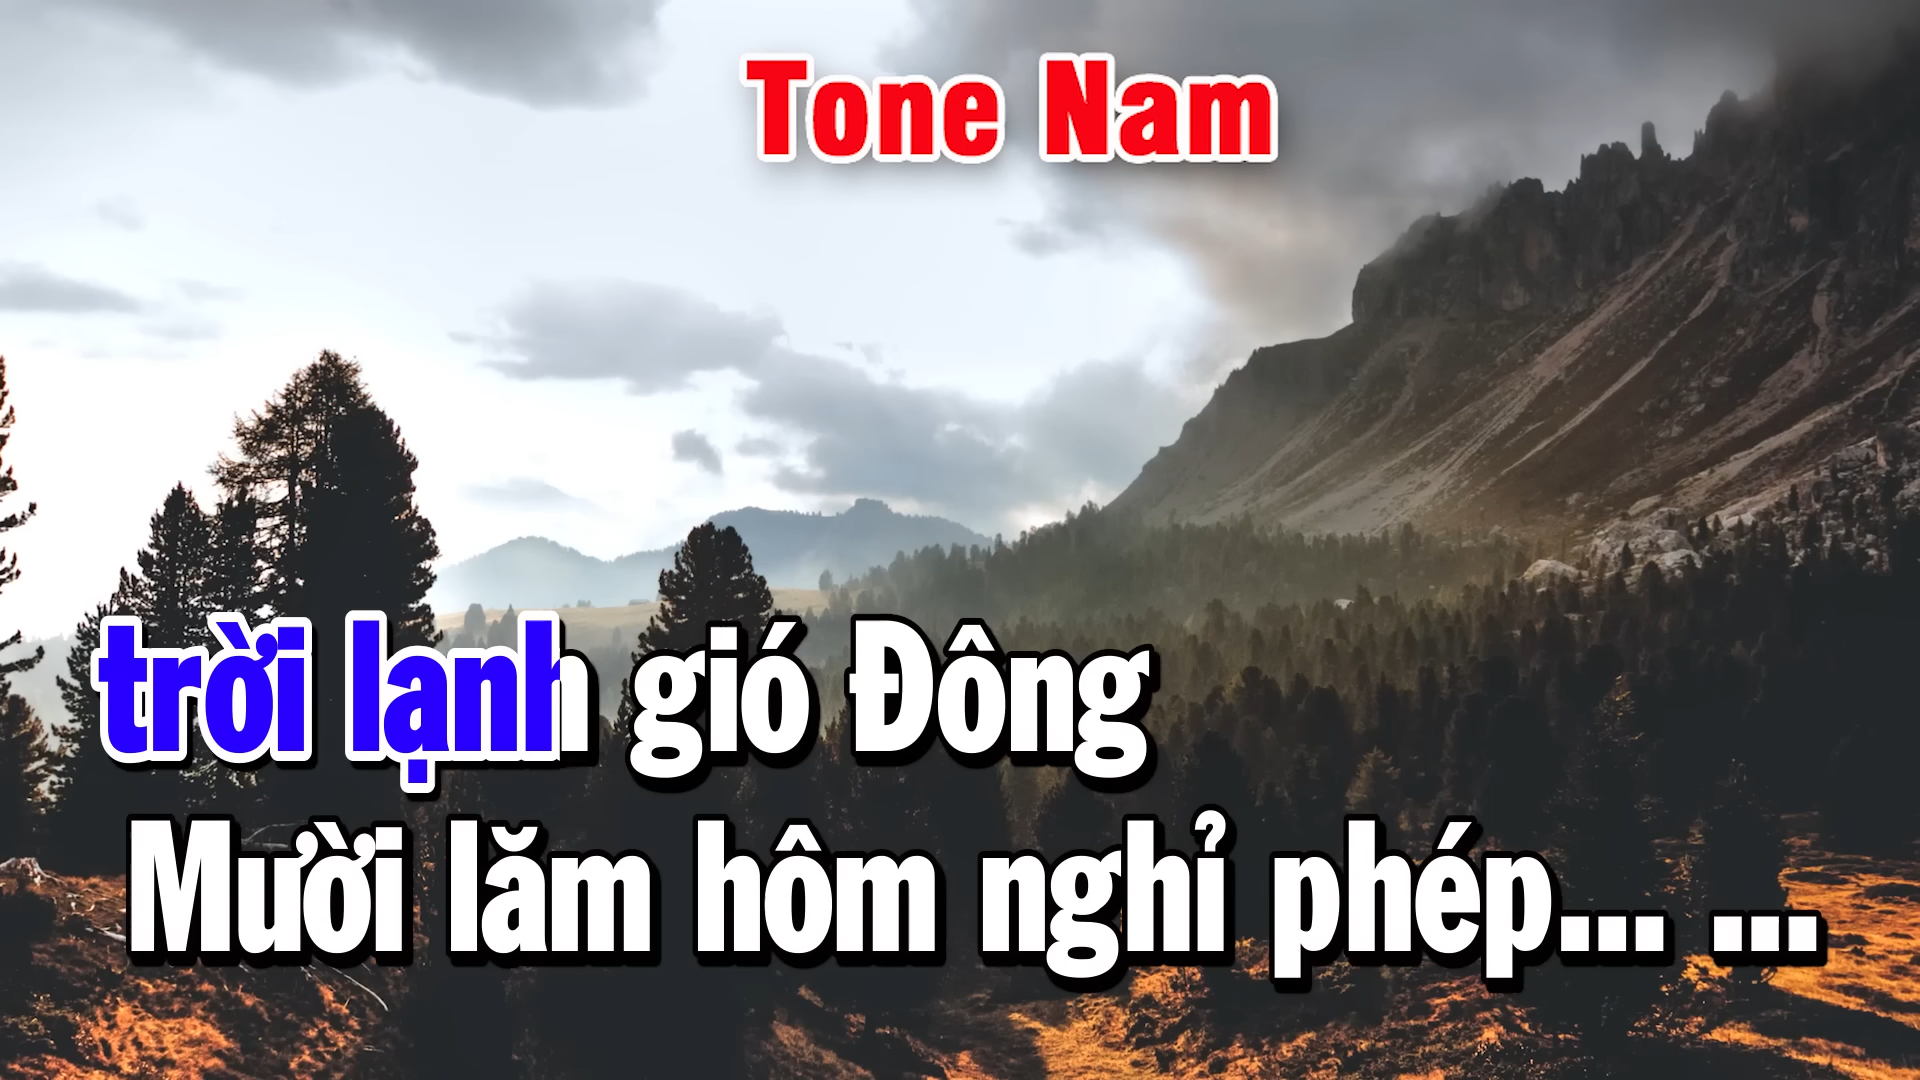 Tone Nam
trời lạnh gió Đông
Mười lăm hôm nghỉ phép... ...